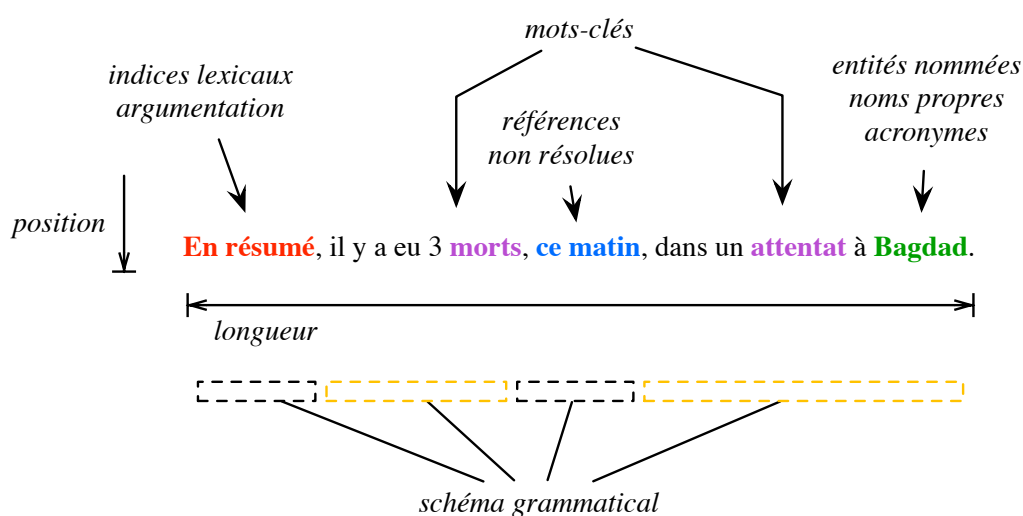 mots-clés
indices lexicaux
argumentation
entités nommées
noms propres
acronymes
références
non résolues
position
En résumé, il y a eu 3 morts, ce matin, dans un attentat à Bagdad.
longueur
schéma grammatical